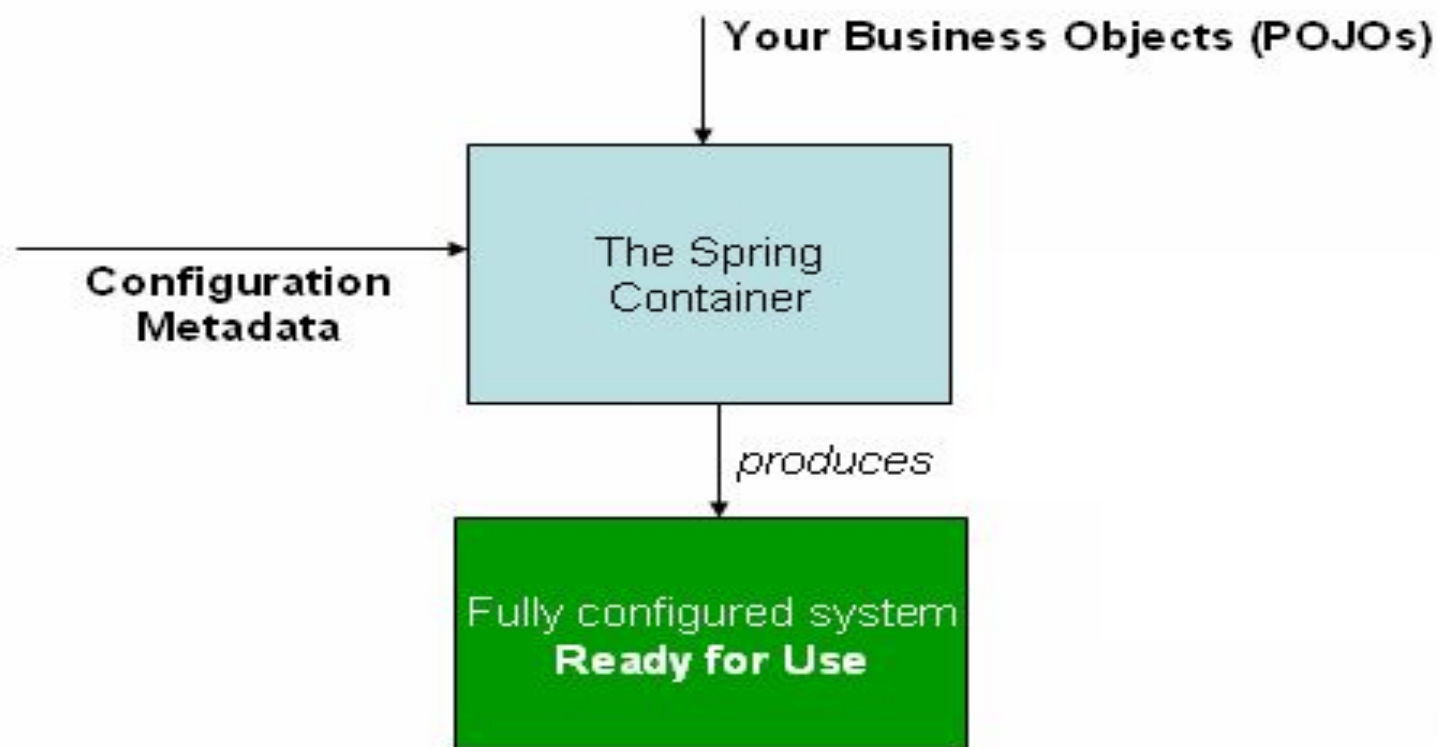 Your Business Objects (POJOs)
The Spring
Container
Configuration
Metadata
produces
Fully configured system
Ready for Use